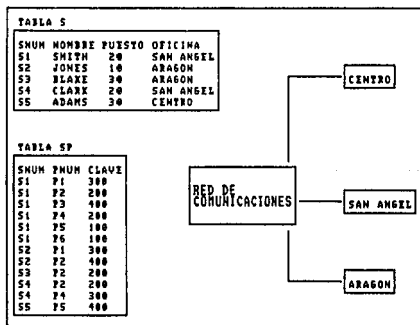 TABLA S
SNUM NOMBRE PUESTO OFICINA
S1 SMITH 20 SAN ANGEL
S2 JONES 10 ARAGON
S3 BLAKE 30 ARAGON
S4 CLARK 20 SAN ANGEL
S5 ADAMS 30 CENTRO
TABLA SP
SNUM PNUM CLAVE
S1 P1 300
S1 P2 200
S1 P3 400
S1 P4 200
S1 P5 100
S1 P6 100
S2 P1 300
S2 P2 400
S3 P2 200
S4 P2 200
S4 P4 300
S5 P5 400
RED DE
COMUNICACIONES
CENTRO
SAN ANGEL
ARAGON